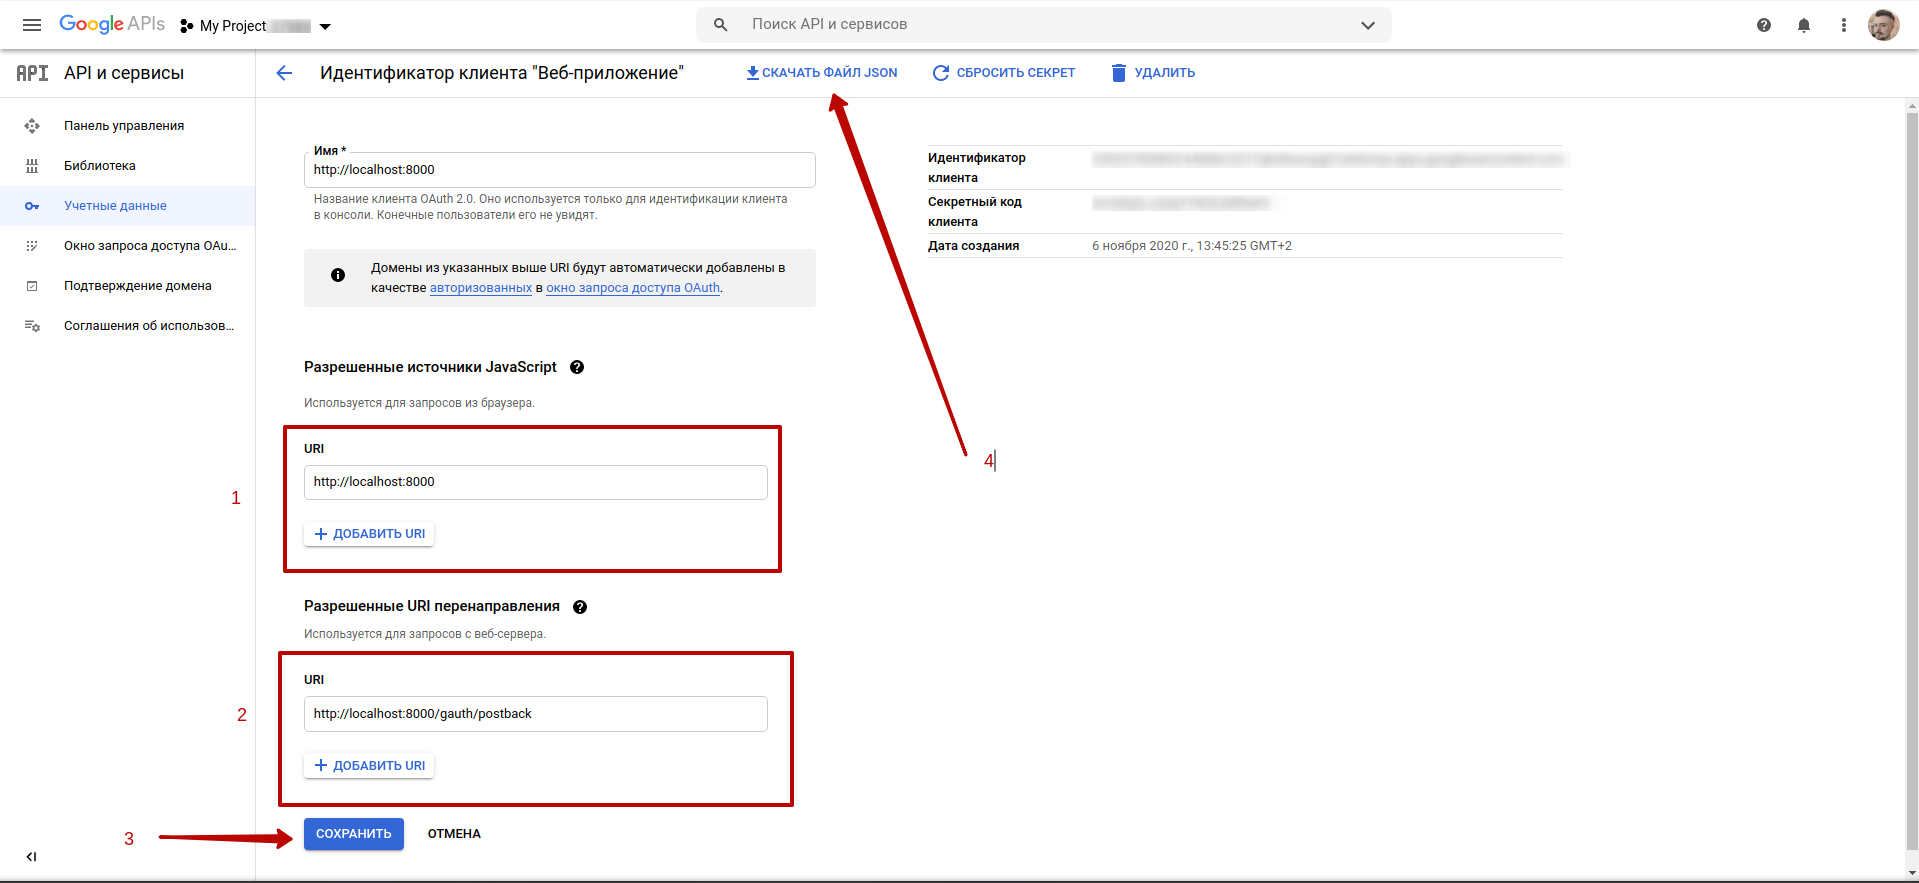 Google APIs
My Project
Поиск API и сервисов
API
API и сервисы
Идентификатор клиента "Веб-приложение"
СКАЧАТЬ ФАЙЛ JSON
СБРОСИТЬ СЕКРЕТ
УДАЛИТЬ
Панель управления
Библиотека
Учетные данные
Окно запроса доступа OAu...
Подтверждение домена
Соглашения об использов...
Имя *
http://localhost:8000
Название клиента OAuth 2.0. Оно используется только для идентификации клиента
в консоли. Конечные пользователи его не увидят.
Домены из указанных выше URI будут автоматически добавлены в
качестве авторизованных в окно запроса доступа OAuth.
Идентификатор
клиента
Секретный код
клиента
Дата создания
6 ноября 2020 г., 13:45:25 GMT+2
Разрешенные источники JavaScript
Используется для запросов из браузера.
URI
http://localhost:8000
ДОБАВИТЬ URI
1
4
Разрешенные URI перенаправления
Используется для запросов с веб-сервера.
URI
http://localhost:8000/gauth/postback
ДОБАВИТЬ URI
2
3
СОХРАНИТЬ
ОТМЕНА